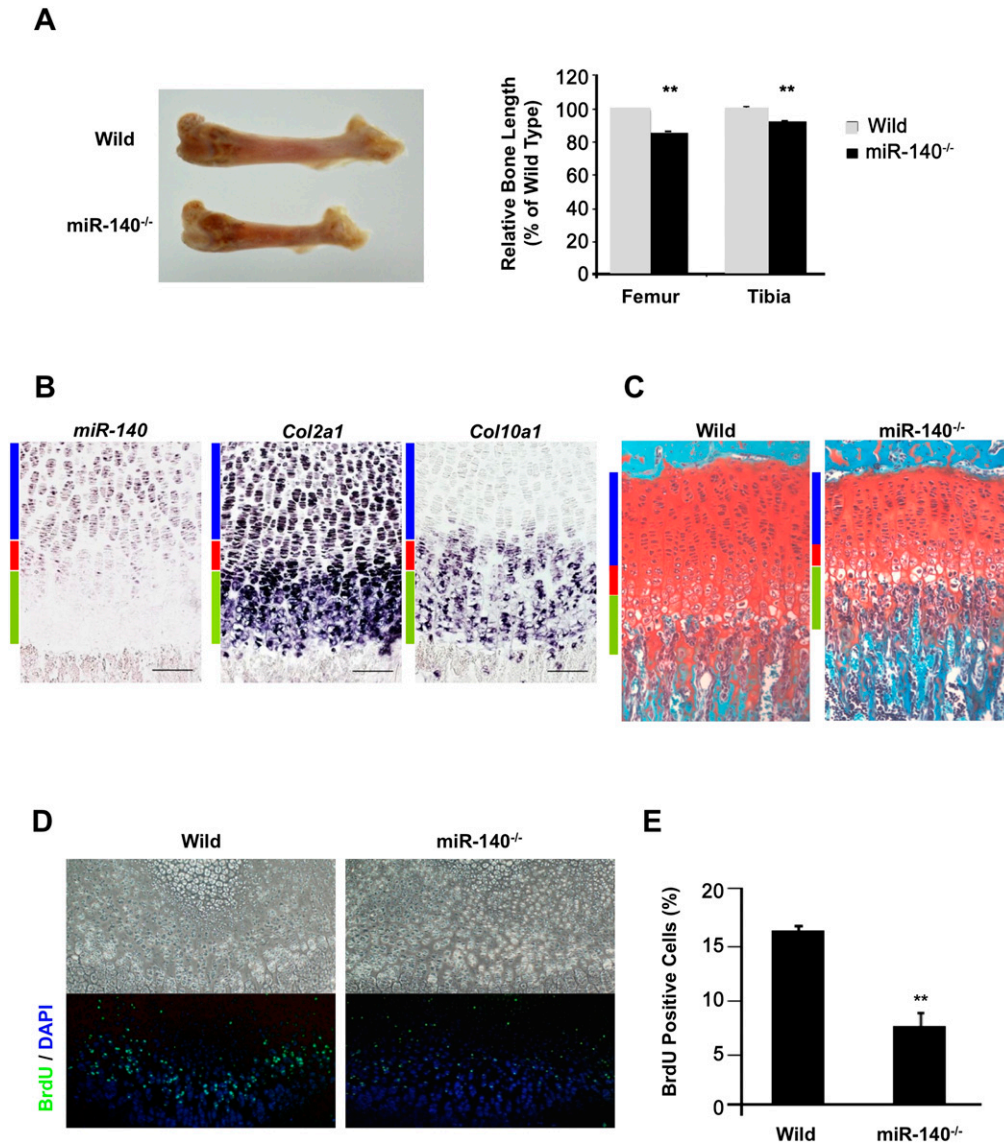 A
Wild
miR-140-/-
Relative Bone Length
(% of Wild Type)
120
100
80
60
40
20
0
**
**
Femur
Tibia
Wild
miR-140-/-
B
miR-140
Col2a1
Col10a1
C
Wild
miR-140-/-
D
Wild
miR-140-/-
BrdU / DAPI
E
BrdU Positive Cells (%)
20
15
10
5
0
**
Wild
miR-140-/-